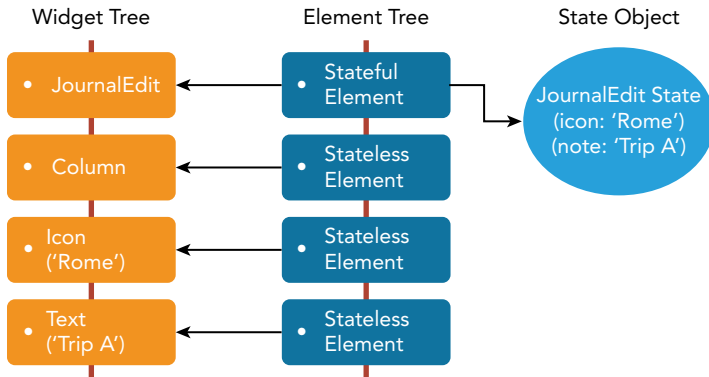 Widget Tree
Element Tree
State Object
• JournalEdit
• Stateful
Element
JournalEdit State
(icon: ‘Rome’)
(note: ‘Trip A’)
• Column
• Stateless
Element
• Icon
(‘Rome’)
• Stateless
Element
• Text
(‘Trip A’)
• Stateless
Element